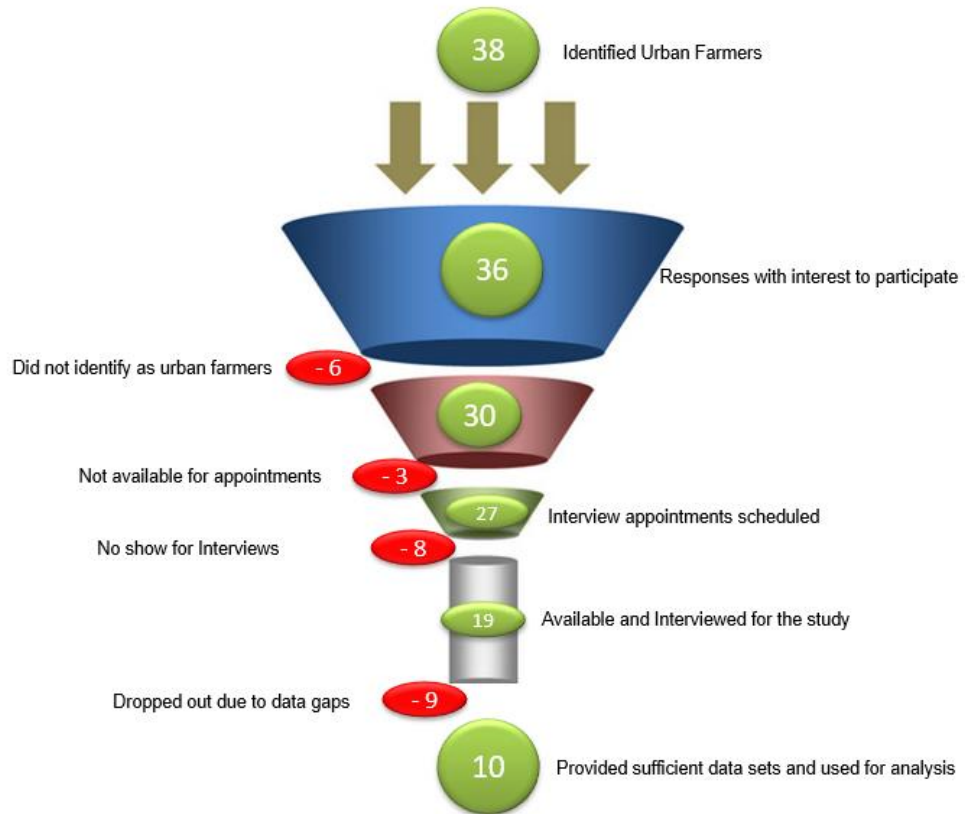 38
Identified Urban Farmers
36
Responses with interest to participate
Did not identify as urban farmers
- 6
30
Not available for appointments
- 3
27
Interview appointments scheduled
No show for Interviews
- 8
19
Available and Interviewed for the study
Dropped out due to data gaps
- 9
10
Provided sufficient data sets and used for analysis